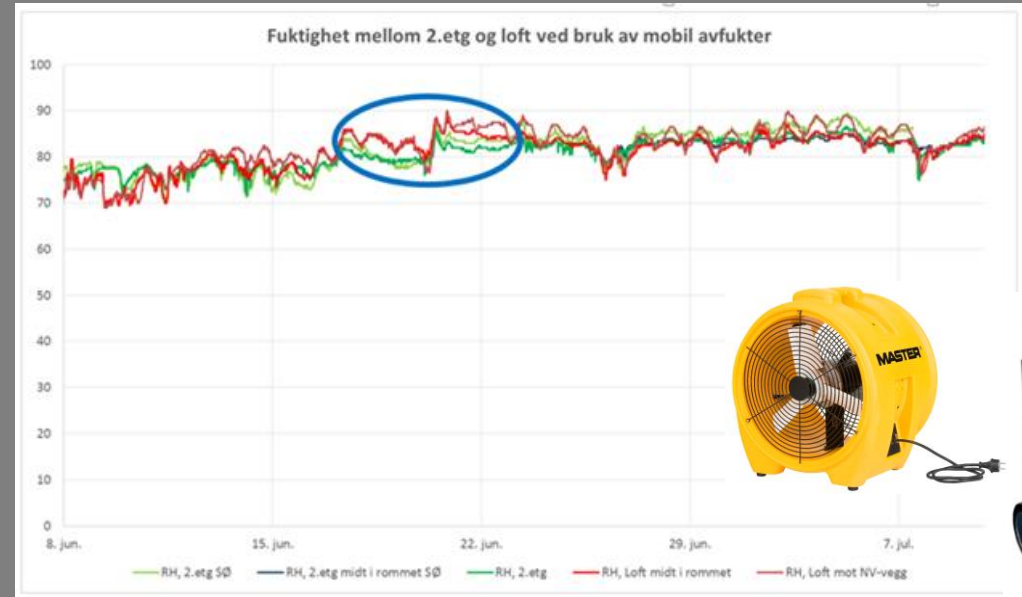 Fuktighet mellom 2.etg og loft ved bruk av mobil avfukter
100
90
80
70
60
50
40
30
20
10
0
8. jun.
15. jun.
22. jun.
29. jun.
7. jul.
RH, 2.etg SØ
RH, 2.etg midt i rommet SØ
RH, 2.etg
RH, Loft midt i rommet
RH, Loft mot NV-vegg
MASTER